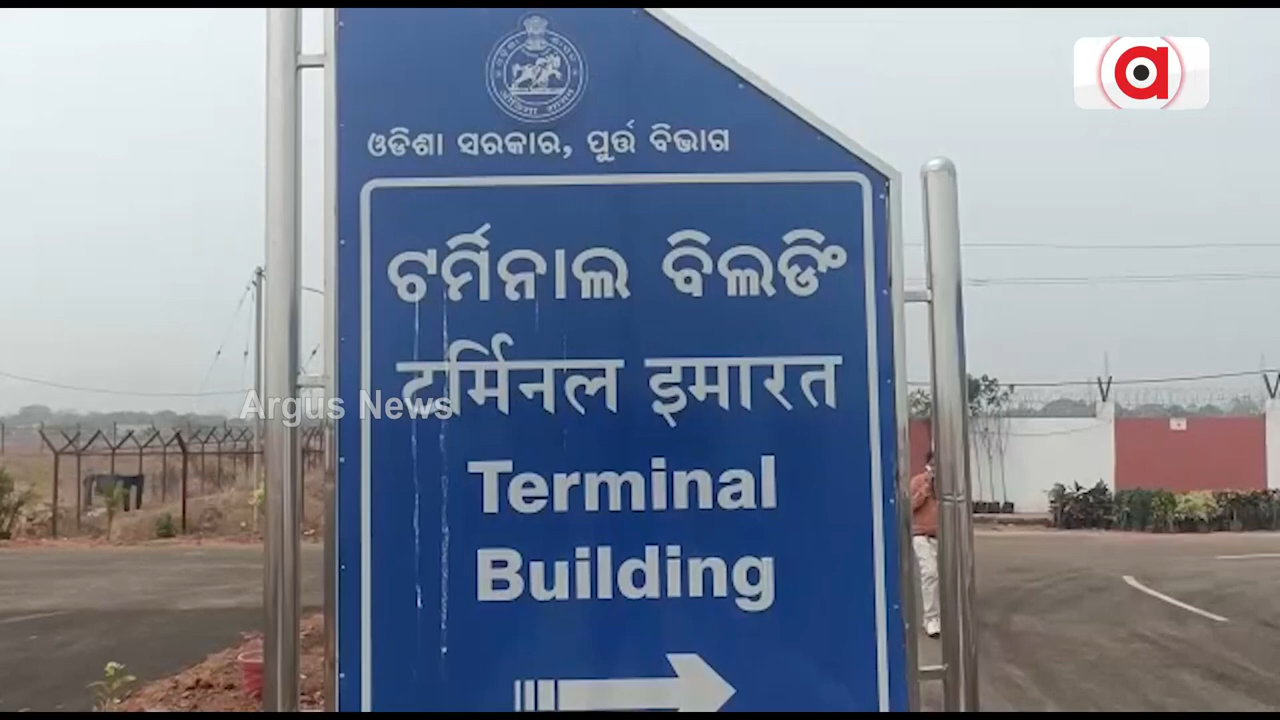 ଓଡିଶା ସରକାର, ପୁର୍ତ୍ତ ବିଭାଗ
ଟର୍ମିନାଲ ବିଲଡିଂ
टर्मिनल इमारत
Argus News
Terminal
Building